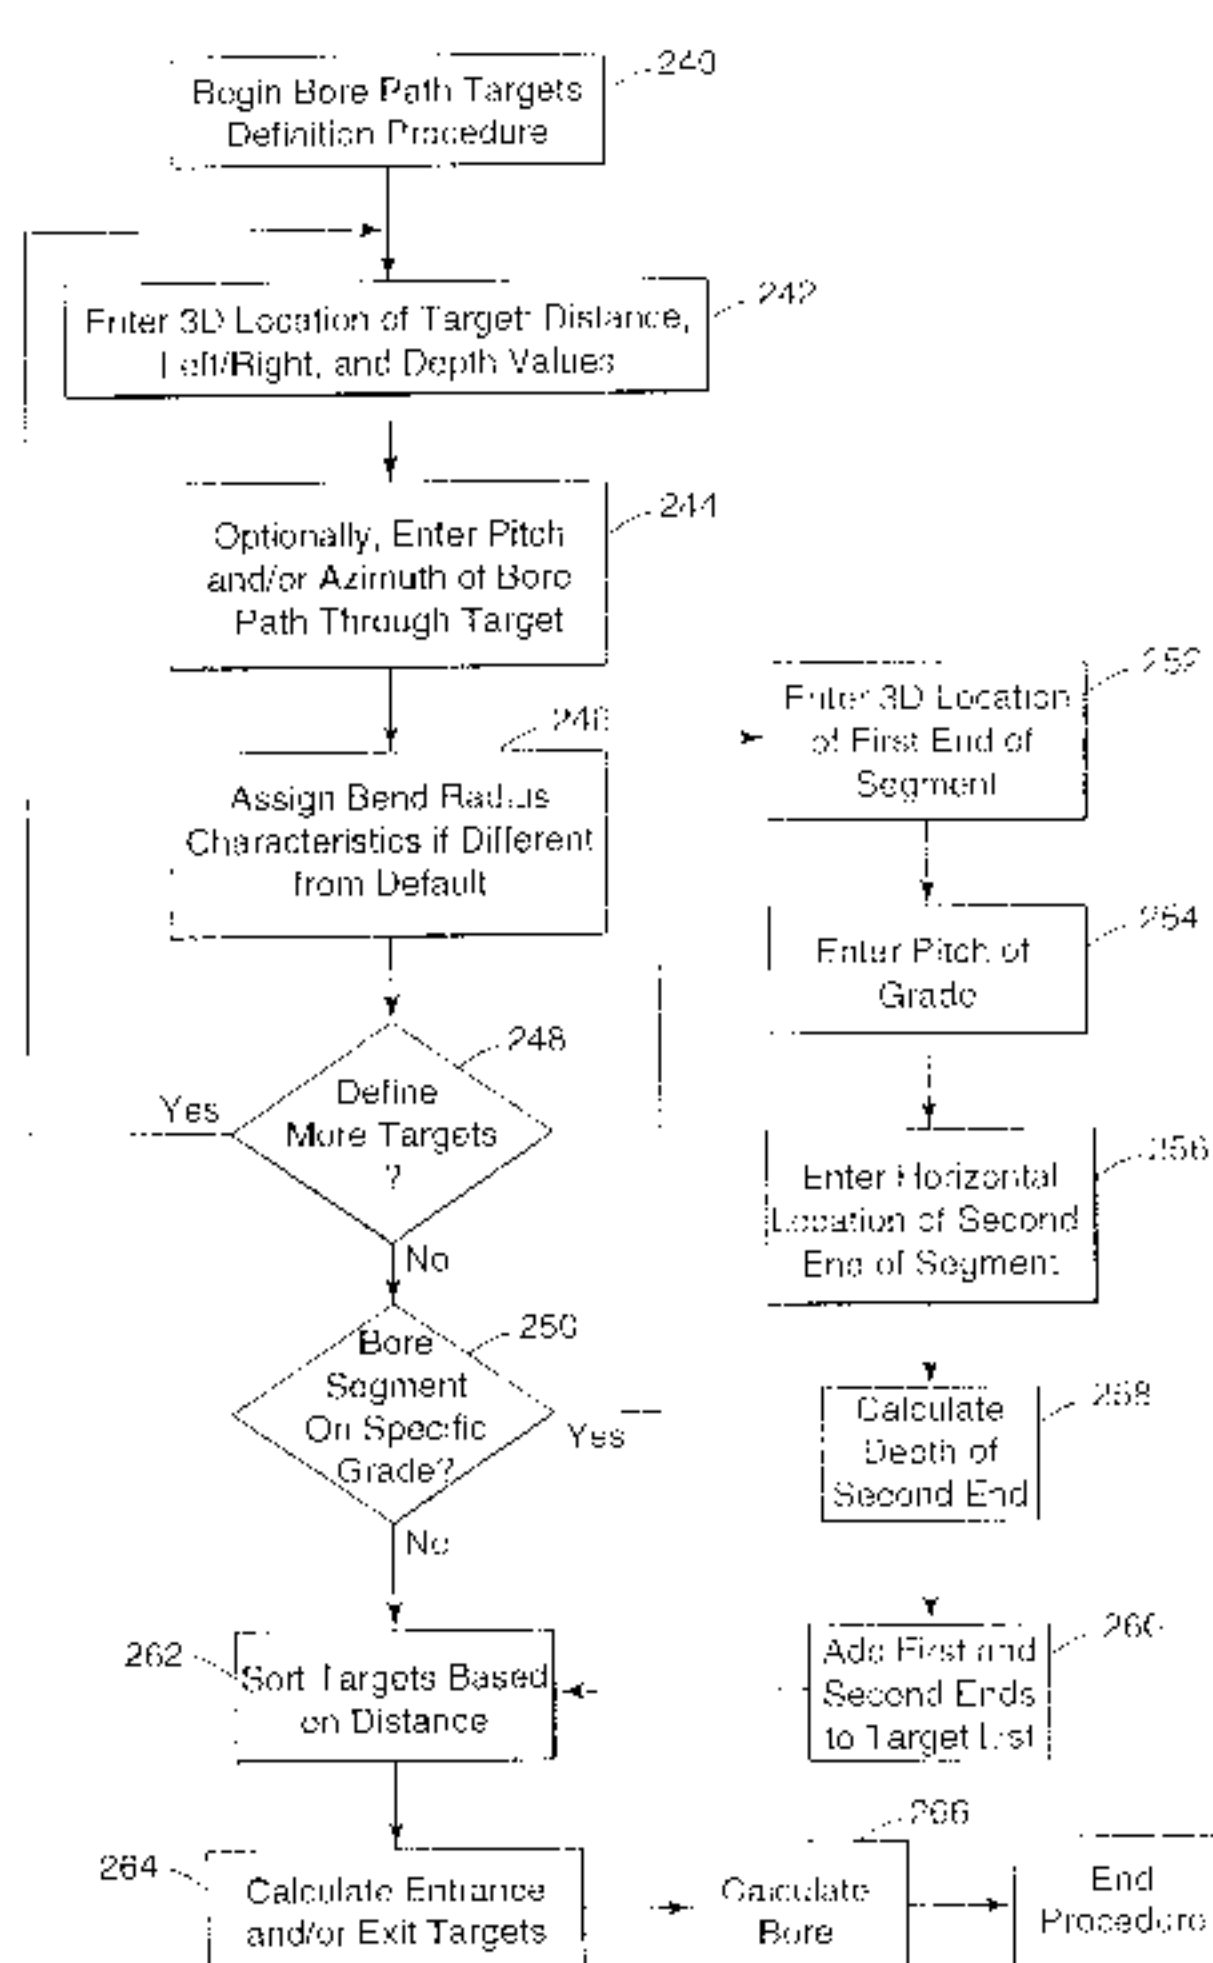 240
Begin Bore Path Targets
Definition Procedure
242
Enter 3D Location of Target: Distance,
Left/Right, and Depth Values
244
Optionally, Enter Pitch
and/or Azimuth of Bore
Path Through Target
246
Assign Bend Radius
Characteristics if Different
from Default
248
Define
More Targets
?
Yes
No
250
Bore
Segment
On Specific
Grade?
Yes
No
252
Enter 3D Location
of First End of
Segment
254
Enter Pitch of
Grade
256
Enter Horizontal
Location of Second
End of Segment
258
Calculate
Depth of
Second End
260
Add First and
Second Ends
to Target List
262
Sort Targets Based
on Distance
264
Calculate Entrance
and/or Exit Targets
266
Calculate
Bore
End
Procedure